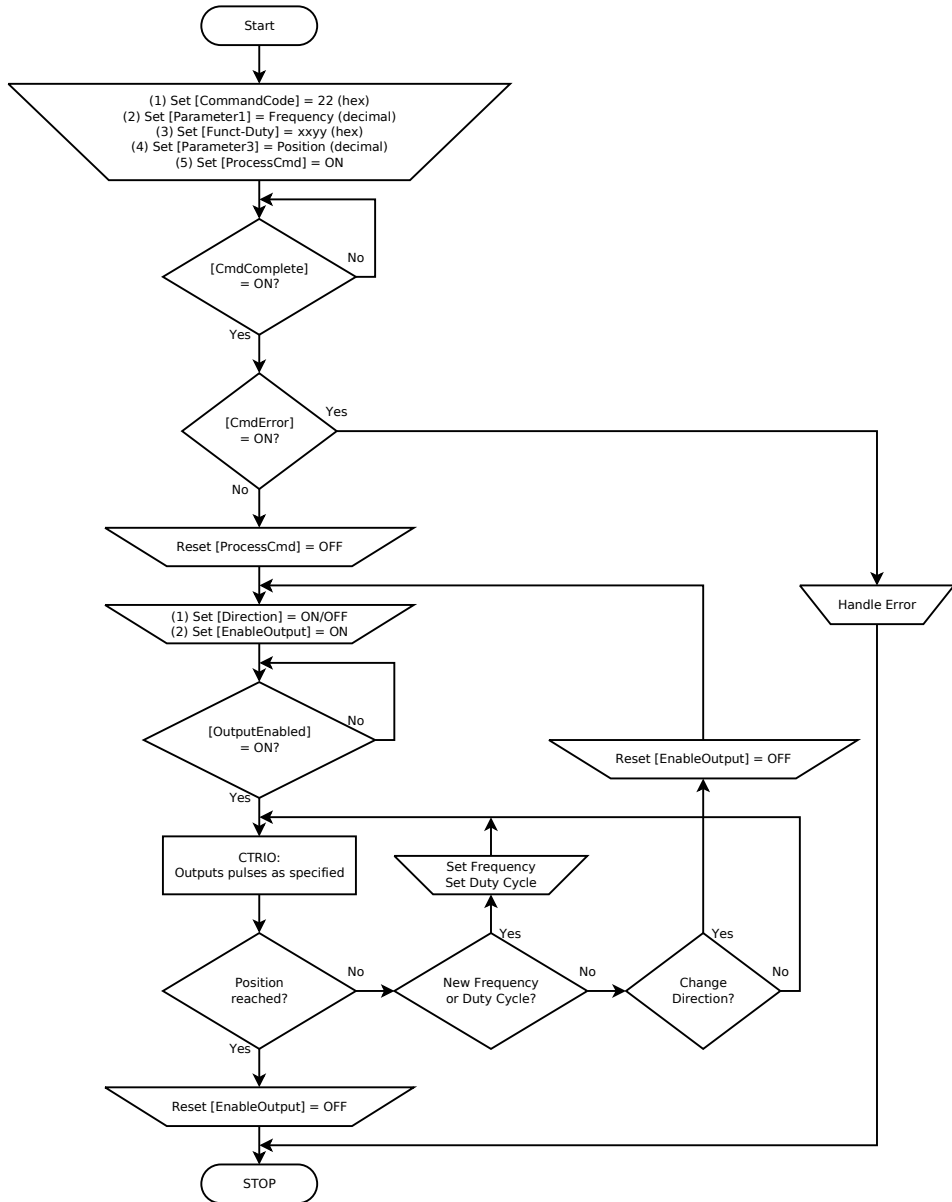 Start
(1) Set [CommandCode] = 22 (hex)
(2) Set [Parameter1] = Frequency (decimal)
(3) Set [Funct-Duty] = xxyy (hex)
(4) Set [Parameter3] = Position (decimal)
(5) Set [ProcessCmd] = ON
[CmdComplete]
= ON?
No
Yes
[CmdError]
= ON?
Yes
No
Reset [ProcessCmd] = OFF
Handle Error
(1) Set [Direction] = ON/OFF
(2) Set [EnableOutput] = ON
[OutputEnabled]
= ON?
No
Yes
Reset [EnableOutput] = OFF
CTRIO:
Outputs pulses as specified
Set Frequency
Set Duty Cycle
Position
reached?
No
Yes
New Frequency
or Duty Cycle?
Yes
No
Change
Direction?
Yes
No
Reset [EnableOutput] = OFF
STOP